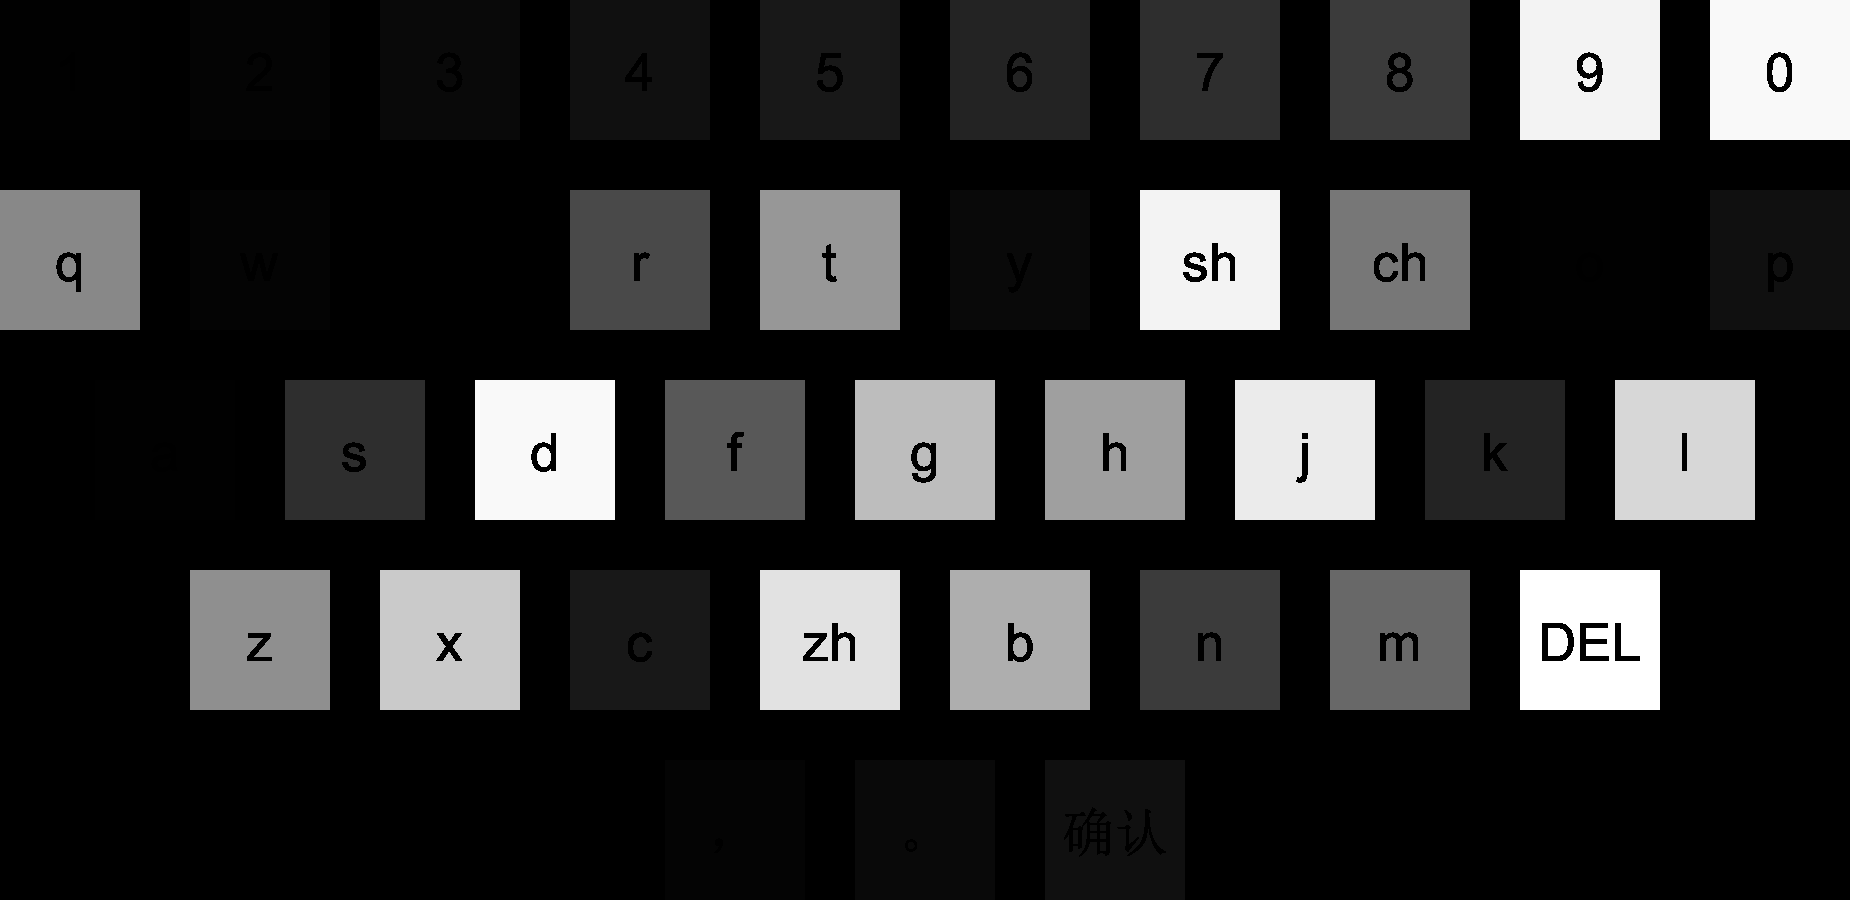 1 2 3 4 5 6 7 8 9 0
q w r t y sh ch o p
a s d f g h j k l
z x c zh b n m DEL
， 。 确认